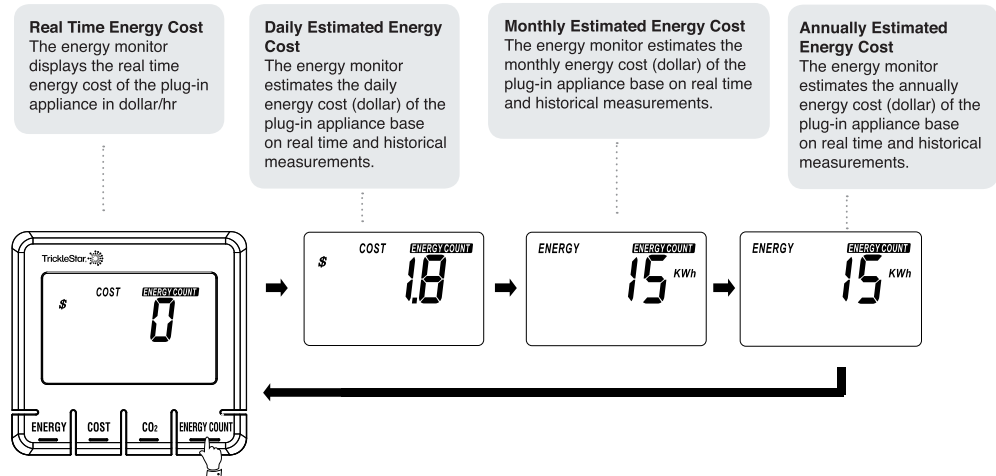 Real Time Energy Cost
The energy monitor
displays the real time
energy cost of the plug-in
appliance in dollar/hr
Daily Estimated Energy
Cost
The energy monitor
estimates the daily
energy cost (dollar) of the
plug-in appliance base
on real time and historical
measurements.
Monthly Estimated Energy Cost
The energy monitor estimates the
monthly energy cost (dollar) of the
plug-in appliance base on real time
and historical measurements.
Annually Estimated
Energy Cost
The energy monitor
estimates the annually
energy cost (dollar) of the
plug-in appliance base
on real time and historical
measurements.
TrickleStar.
COST ENERGY COUNT
$ 0
ENERGY COST CO₂ ENERGY COUNT
COST ENERGY COUNT
$ 1.8
ENERGY ENERGY COUNT
15 KWh
ENERGY ENERGY COUNT
15 KWh